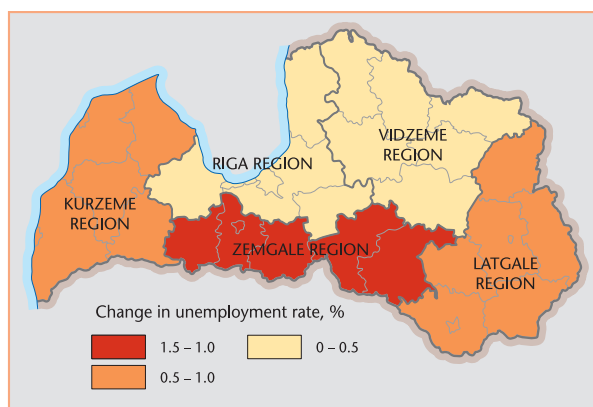 RIGA REGION
VIDZEME
REGION
KURZEME
REGION
ZEMGALE REGION
LATGALE
REGION
Change in unemployment rate, %
1.5 – 1.0
0 – 0.5
0.5 – 1.0